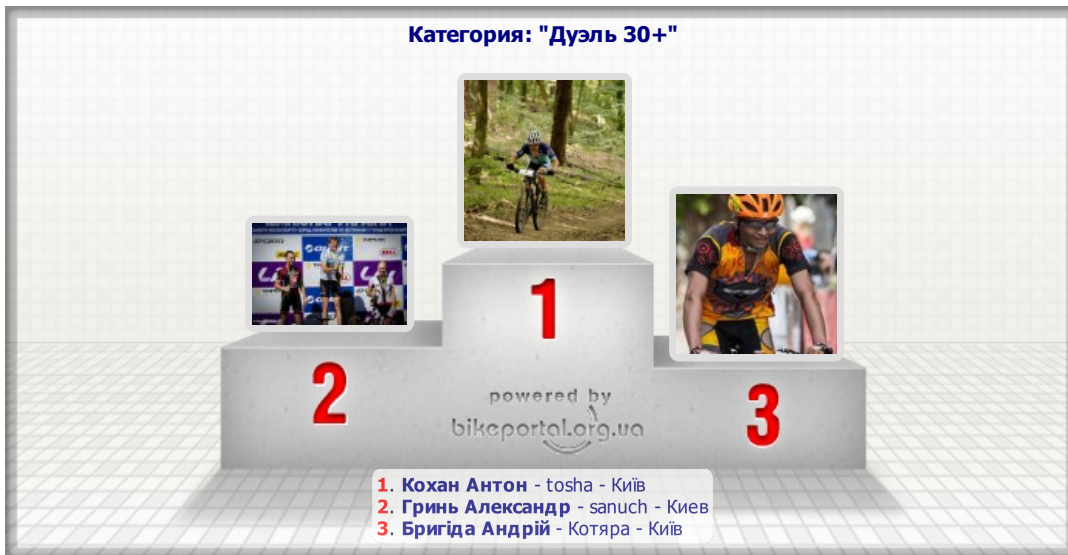 Категория: "Дуэль 30+"
1
2
3
powered by
bikeportal.org.ua
1. Кохан Антон - tosha - Київ
2. Гринь Александр - sanuch - Киев
3. Бригіда Андрій - Котяра - Київ